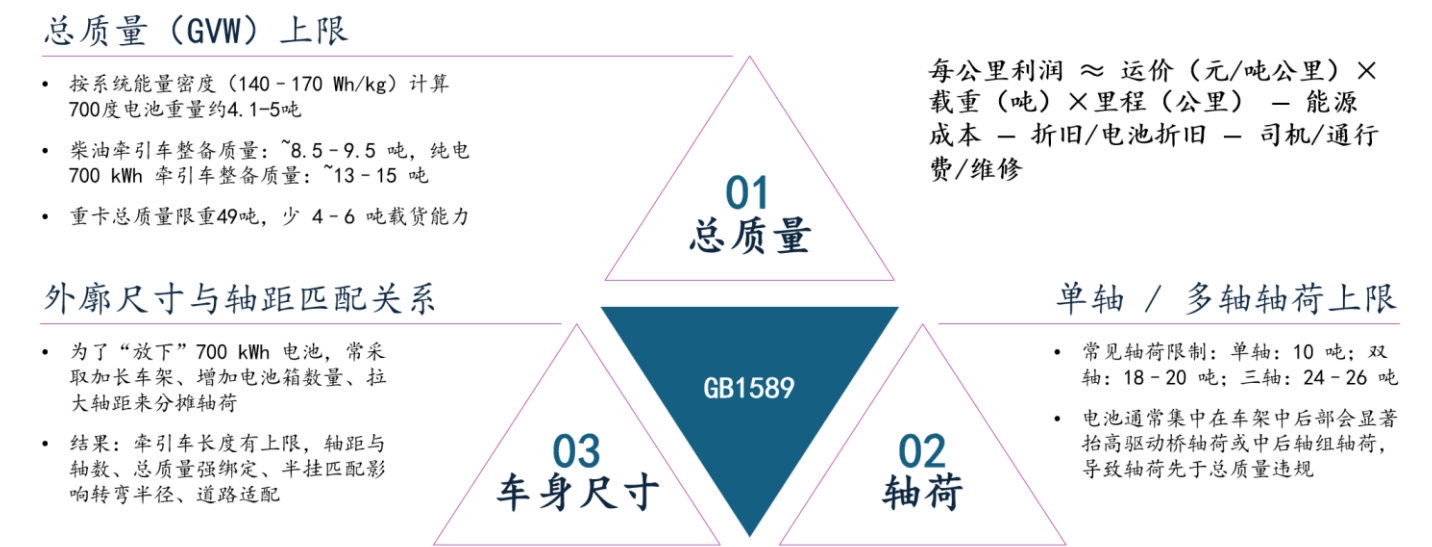 总质量（GVW）上限
• 按系统能量密度（140–170 Wh/kg）计算
700度电池重量约4.1—5吨
• 柴油牵引车整备质量：~8.5–9.5 吨，纯电
700 kWh 牵引车整备质量：~13–15 吨
• 重卡总质量限重49吨，少 4–6 吨载货能力
每公里利润 ≈ 运价（元/吨公里）×
载重（吨）×里程（公里） — 能源
成本 — 折旧/电池折旧 — 司机/通行
费/维修
01
总质量
外廓尺寸与轴距匹配关系
• 为了“放下”700 kWh 电池，常采
取加长车架、增加电池箱数量、拉
大轴距来分摊轴荷
• 结果：牵引车长度有上限，轴距与
轴数、总质量强绑定、半挂匹配影
响转弯半径、道路适配
03
车身尺寸
GB1589
02
轴荷
单轴 / 多轴轴荷上限
• 常见轴荷限制：单轴：10 吨；双
轴：18–20 吨；三轴：24–26 吨
• 电池通常集中在车架中后部会显著
抬高驱动桥轴荷或中后轴组轴荷，
导致轴荷先于总质量违规